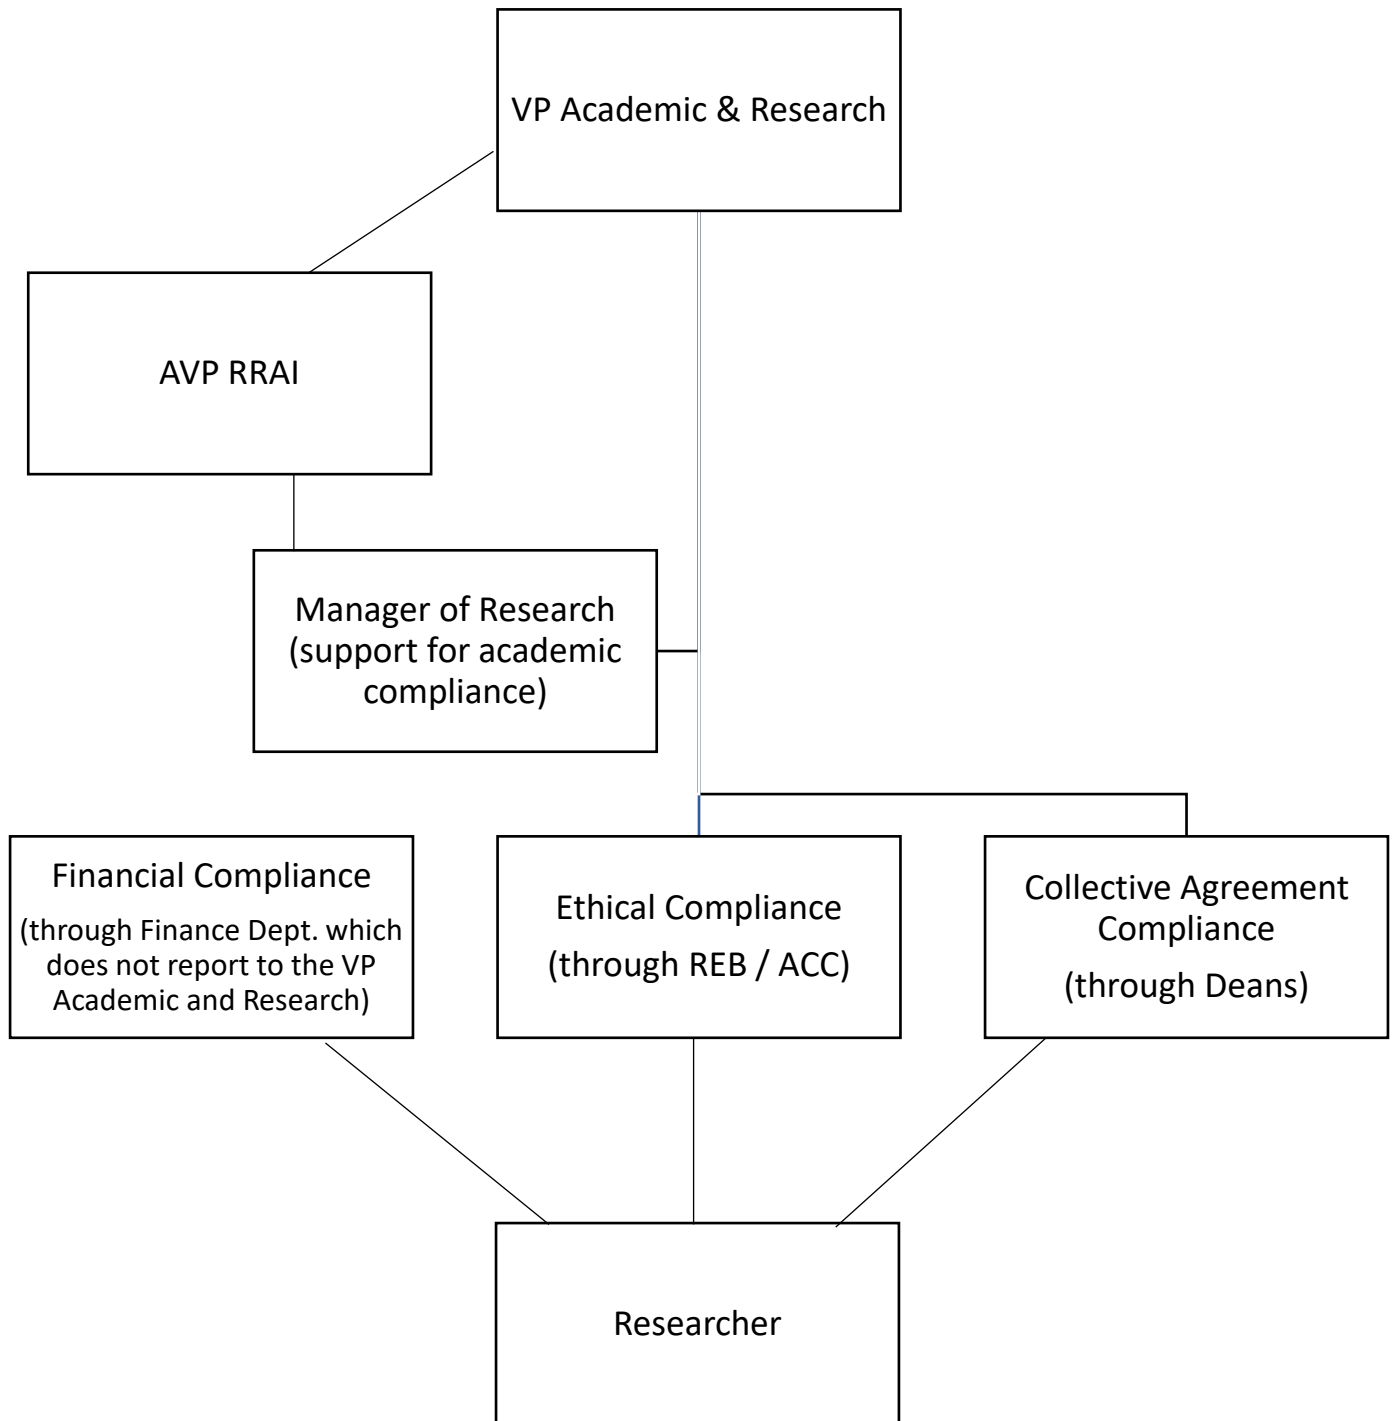 VP Academic & Research
AVP RRAI
Manager of Research
(support for academic
compliance)
Financial Compliance
(through Finance Dept. which
does not report to the VP
Academic and Research)
Ethical Compliance
(through REB / ACC)
Collective Agreement
Compliance
(through Deans)
Researcher